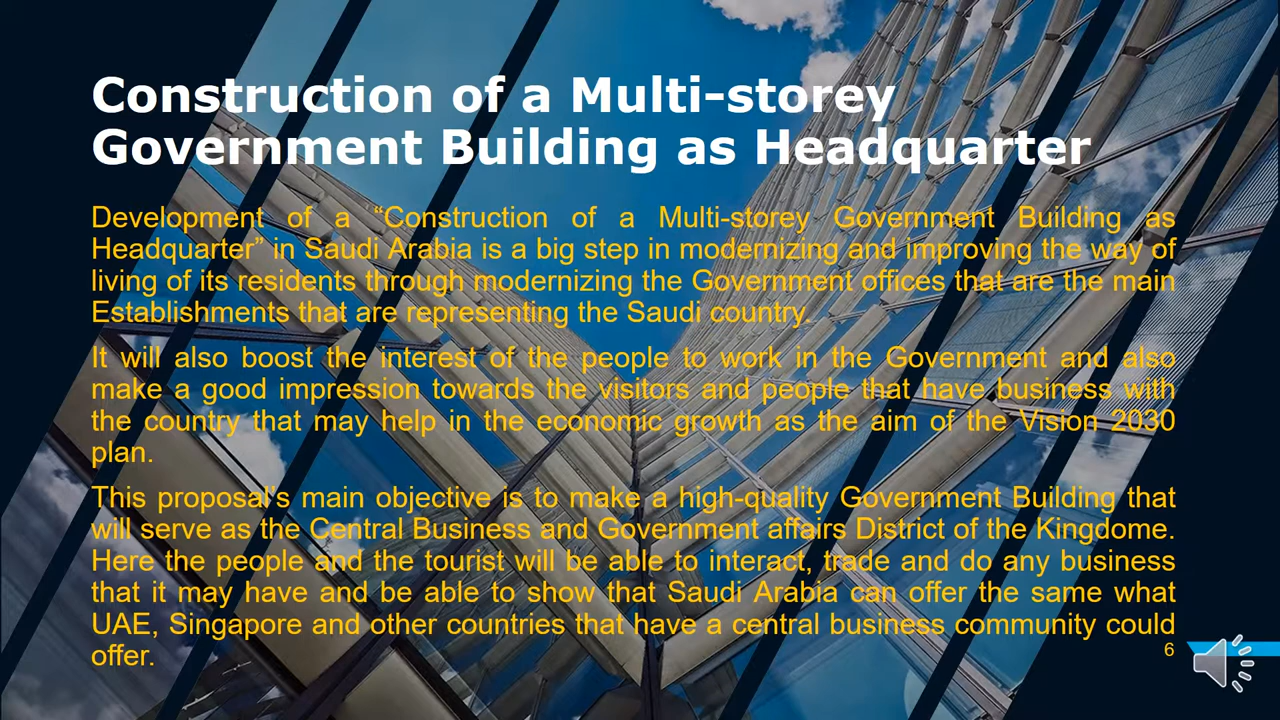 Construction of a Multi-storey
Government Building as Headquarter
Development of a “Construction of a Multi-storey Government Building as
Headquarter” in Saudi Arabia is a big step in modernizing and improving the way of
living of its residents through modernizing the Government offices that are the main
Establishments that are representing the Saudi country.
It will also boost the interest of the people to work in the Government and also
make a good impression towards the visitors and people that have business with
the country that may help in the economic growth as the aim of the Vision 2030
plan.
This proposal’s main objective is to make a high-quality Government Building that
will serve as the Central Business and Government affairs District of the Kingdome.
Here the people and the tourist will be able to interact, trade and do any business
that it may have and be able to show that Saudi Arabia can offer the same what
UAE, Singapore and other countries that have a central business community could
offer.
6